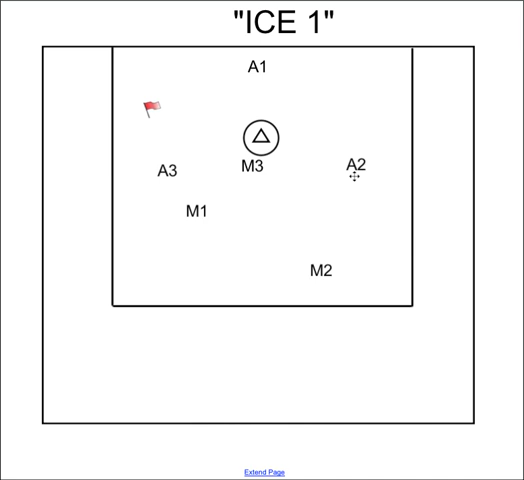 "ICE 1"
A1
M3
A2
A3
M1
M2
Extend Page